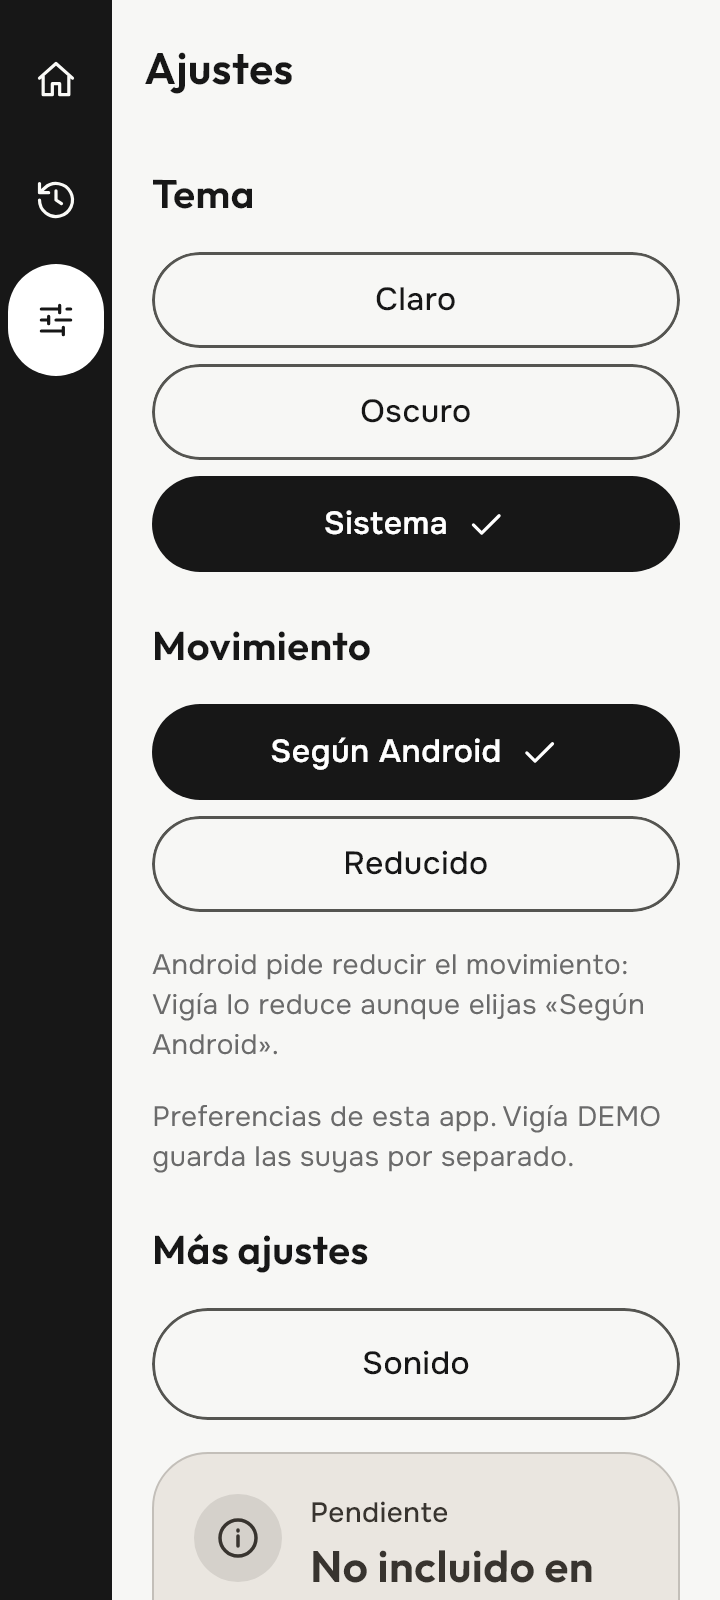 Ajustes
Tema
Claro
Oscuro
Sistema
Movimiento
Según Android
Reducido
Android pide reducir el movimiento:
Vigía lo reduce aunque elijas «Según
Android».
Preferencias de esta app. Vigía DEMO
guarda las suyas por separado.
Más ajustes
Sonido
Pendiente
No incluido en